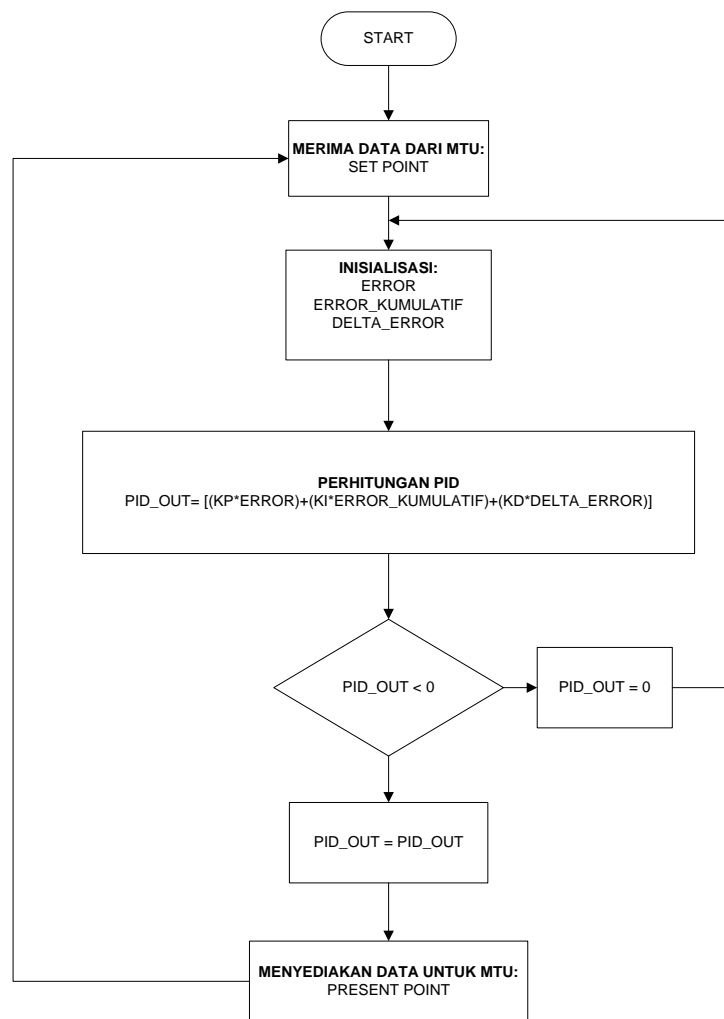 START
MERIMA DATA DARI MTU:
SET POINT
INISIALISASI:
ERROR
ERROR_KUMULATIF
DELTA_ERROR
PERHITUNGAN PID
PID_OUT= [(KP*ERROR)+(KI*ERROR_KUMULATIF)+(KD*DELTA_ERROR)]
PID_OUT < 0
PID_OUT = 0
PID_OUT = PID_OUT
MENYEDIAKAN DATA UNTUK MTU:
PRESENT POINT